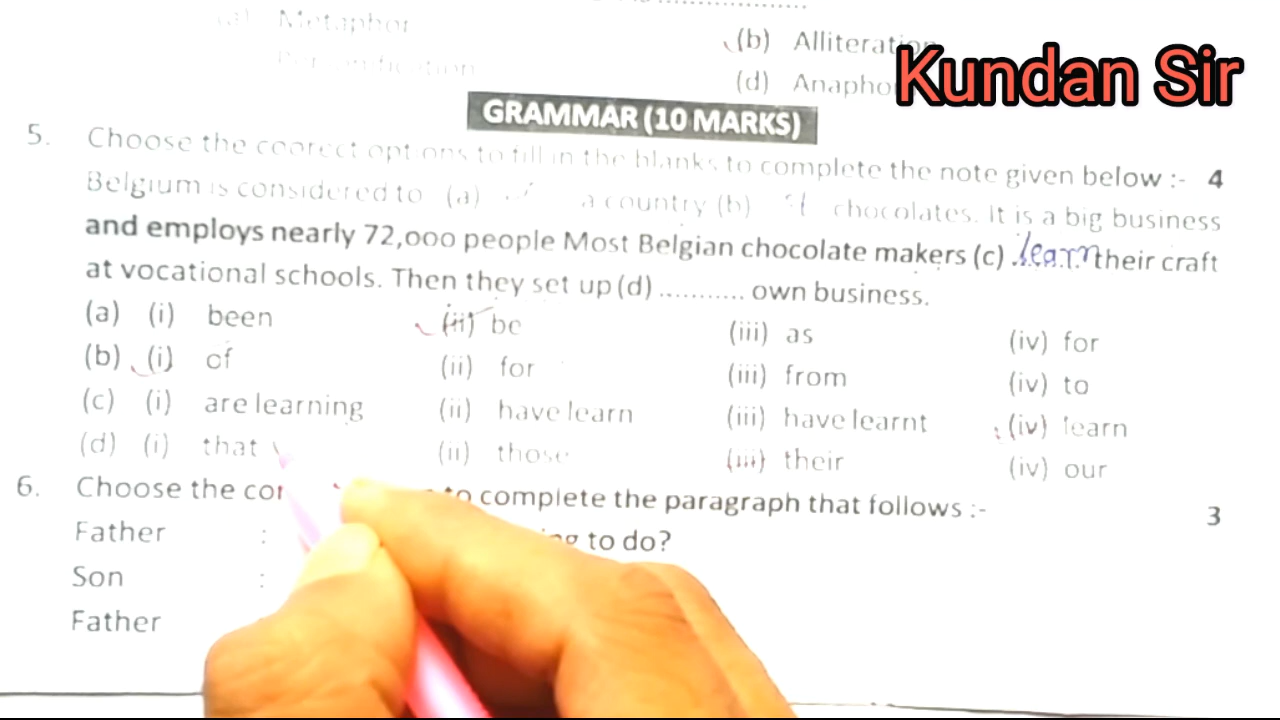 (a) Metaphor
(b) Alliteration
Kundan Sir
Personification
(d) Anapho
GRAMMAR (10 MARKS)
5. Choose the coorect options to fill in the blanks to complete the note given below :- 4
Belgium is considered to (a) a country (b) chocolates. It is a big business
and employs nearly 72,000 people Most Belgian chocolate makers (c) learn their craft
at vocational schools. Then they set up (d) ........... own business.
(a) (i) been (ii) be (iii) as (iv) for
(b) (i) of (ii) for (iii) from (iv) to
(c) (i) are learning (ii) have learn (iii) have learnt (iv) learn
(d) (i) that (ii) those (iii) their (iv) our
6. Choose the to complete the paragraph that follows :- 3
Father : to do?
Son :
Father